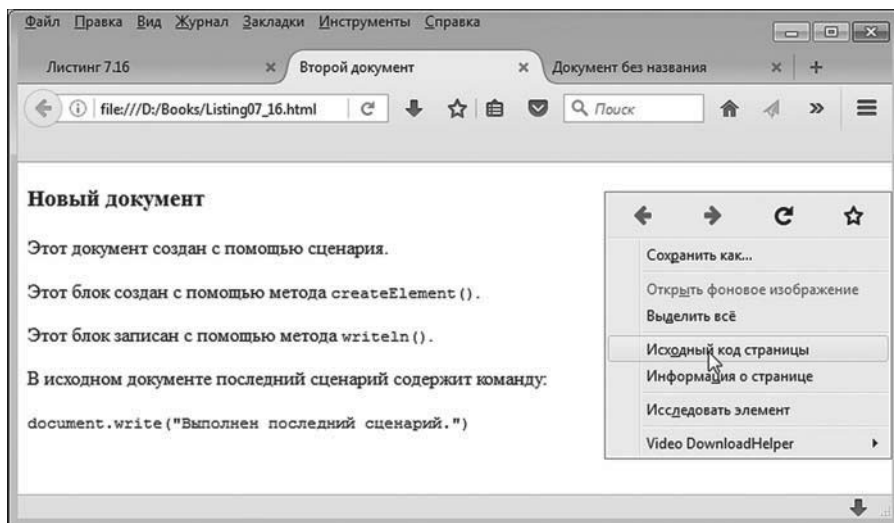 Файл Правка Вид Журнал Закладки Инструменты Справка
Листинг 7.16
Второй документ
Документ без названия
file:///D:/Books/Listing07_16.html
Поиск
Новый документ
Этот документ создан с помощью сценария.
Этот блок создан с помощью метода createElement().
Этот блок записан с помощью метода writeln().
В исходном документе последний сценарий содержит команду:
document.write("Выполнен последний сценарий.")
Сохранить как...
Открыть фоновое изображение
Выделить всё
Исходный код страницы
Информация о странице
Исследовать элемент
Video DownloadHelper